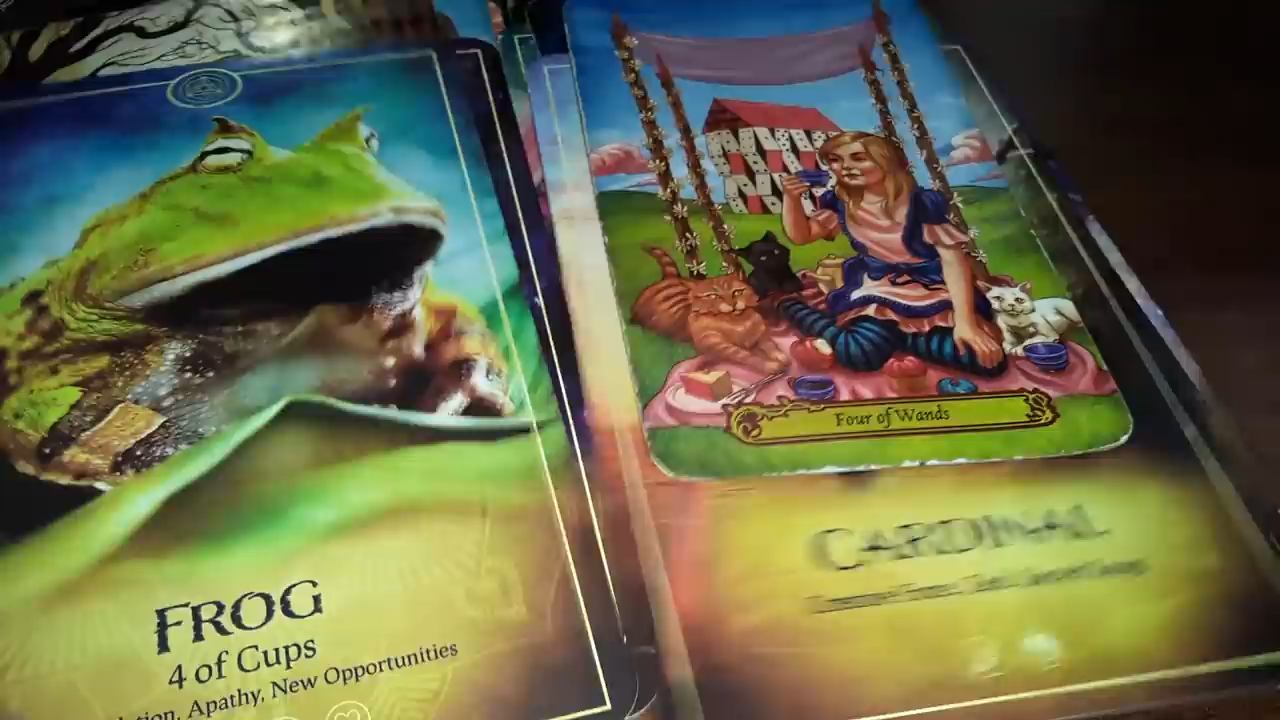 FROG
4 of Cups
Apathy, New Opportunities
Four of Wands
CARDINAL